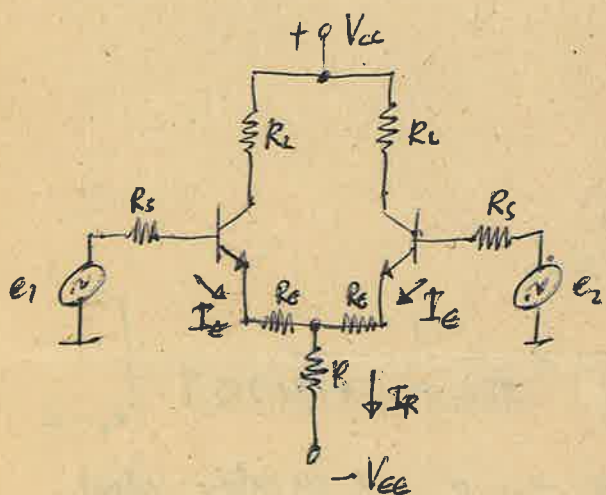 + Vcc
RL RL
Rs Rs
e1 e2
IE RE RE IE
R IR
- VEE